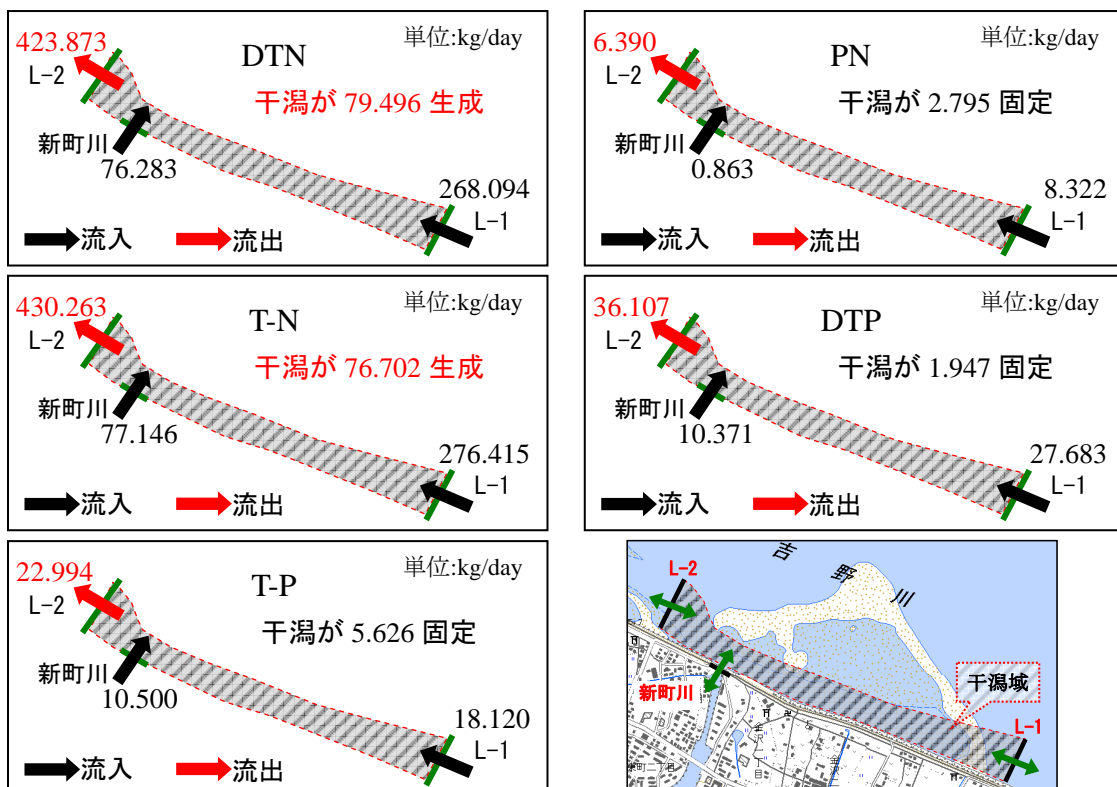 DTN
単位:kg/day
423.873
L-2
干潟が 79.496 生成
新町川
76.283
268.094
L-1
流入
流出
PN
単位:kg/day
6.390
L-2
干潟が 2.795 固定
新町川
0.863
8.322
L-1
流入
流出
T-N
単位:kg/day
430.263
L-2
干潟が 76.702 生成
新町川
77.146
276.415
L-1
流入
流出
DTP
単位:kg/day
36.107
L-2
干潟が 1.947 固定
新町川
10.371
27.683
L-1
流入
流出
T-P
単位:kg/day
22.994
L-2
干潟が 5.626 固定
新町川
10.500
18.120
L-1
流入
流出
吉野川
L-2
干潟域
新町川
L-1